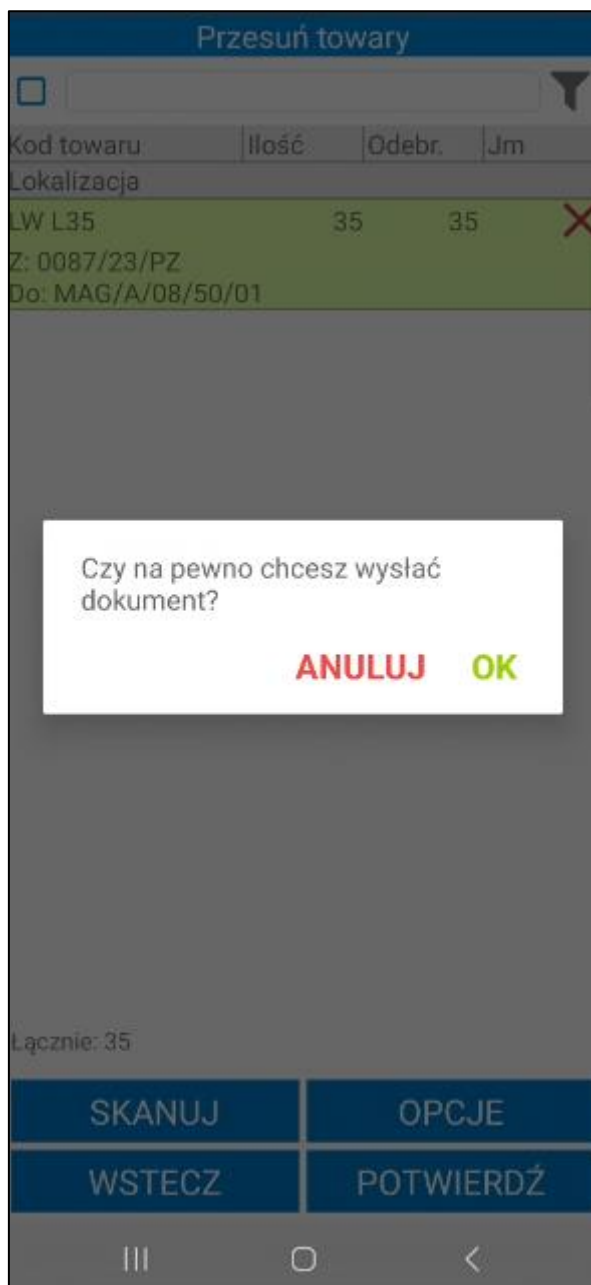 Przesuń towary
Kod towaru Ilość Odebr. Jm
Lokalizacja
LW L35 35 35
Z: 0087/23/PZ
Do: MAG/A/08/50/01
Czy na pewno chcesz wysłać
dokument?
ANULUJ OK
Łącznie: 35
SKANUJ OPCJE
WSTECZ POTWIERDŹ